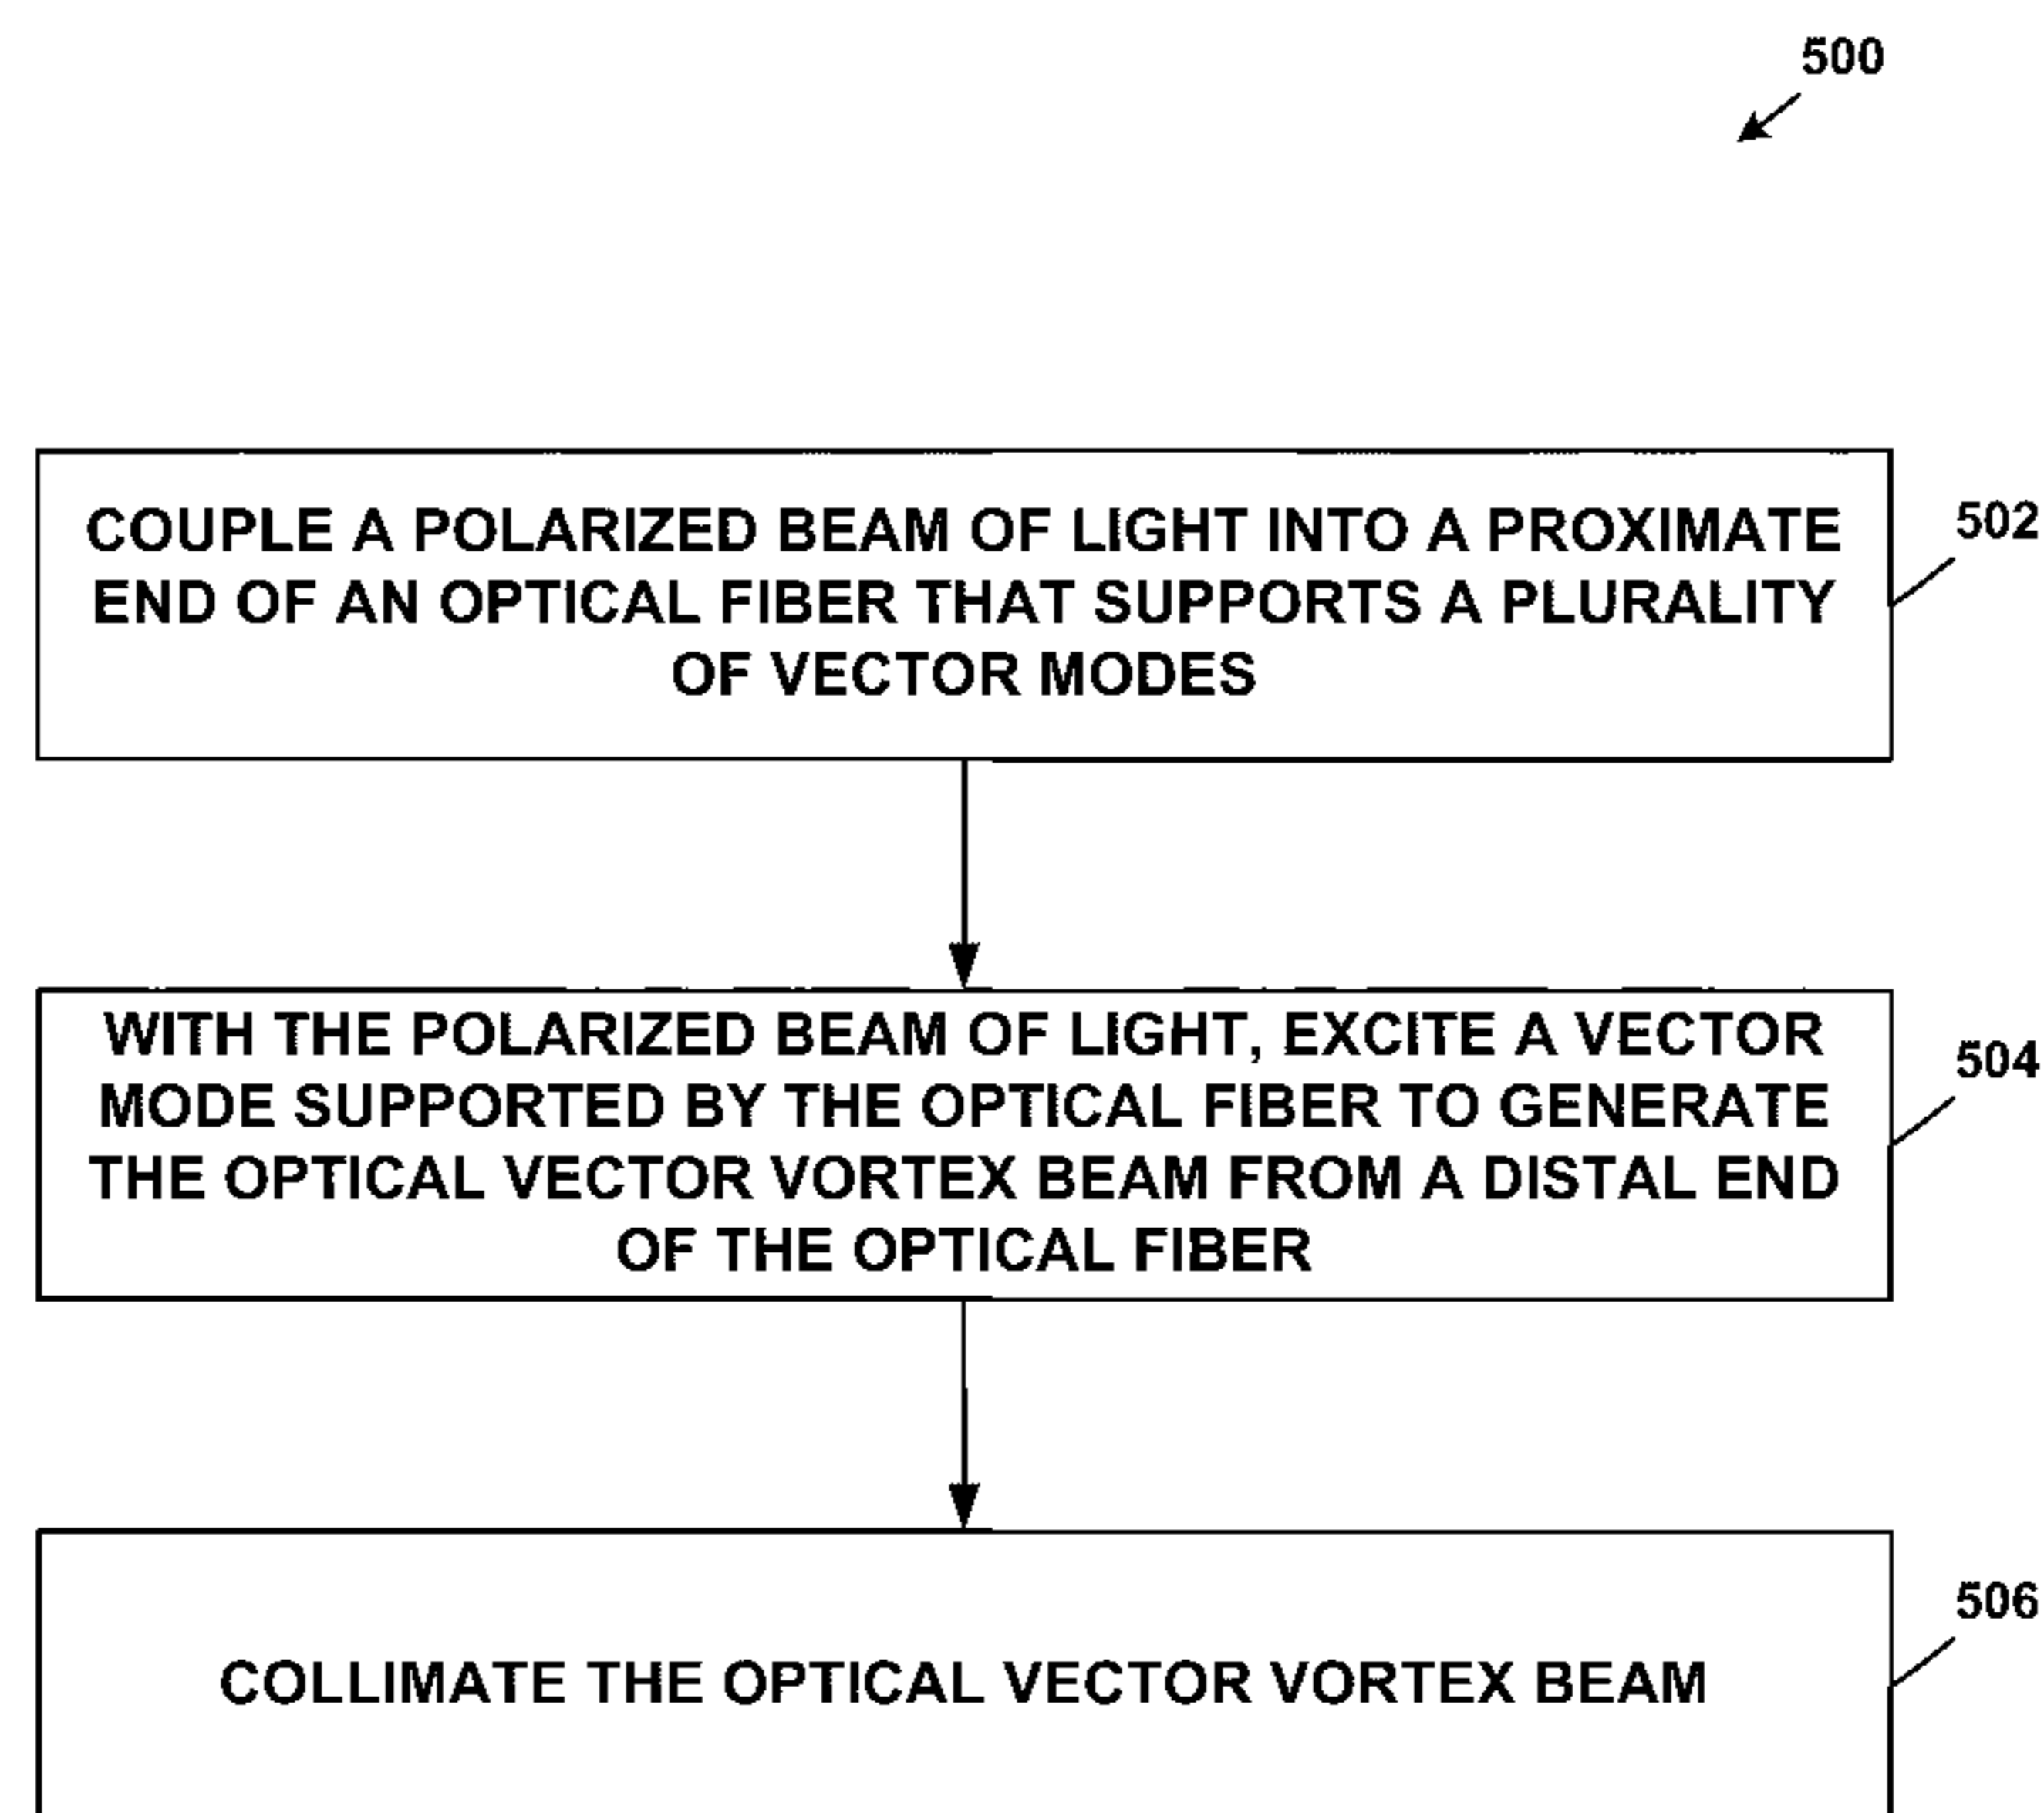 500
COUPLE A POLARIZED BEAM OF LIGHT INTO A PROXIMATE
END OF AN OPTICAL FIBER THAT SUPPORTS A PLURALITY
OF VECTOR MODES
502
WITH THE POLARIZED BEAM OF LIGHT, EXCITE A VECTOR
MODE SUPPORTED BY THE OPTICAL FIBER TO GENERATE
THE OPTICAL VECTOR VORTEX BEAM FROM A DISTAL END
OF THE OPTICAL FIBER
504
COLLIMATE THE OPTICAL VECTOR VORTEX BEAM
506